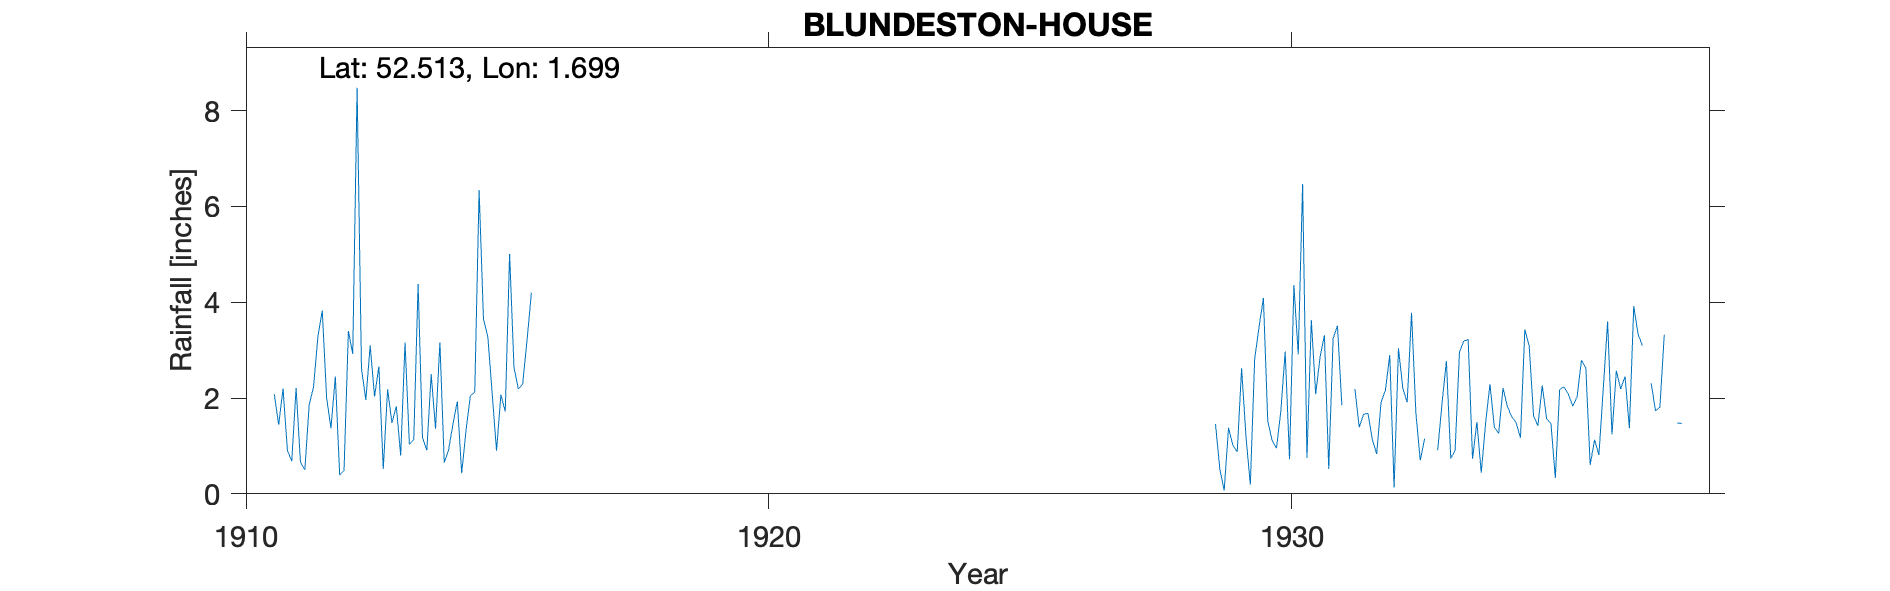 BLUNDESTON-HOUSE
Lat: 52.513, Lon: 1.699
8
6
4
2
0
Rainfall [inches]
1910 1920 1930
Year